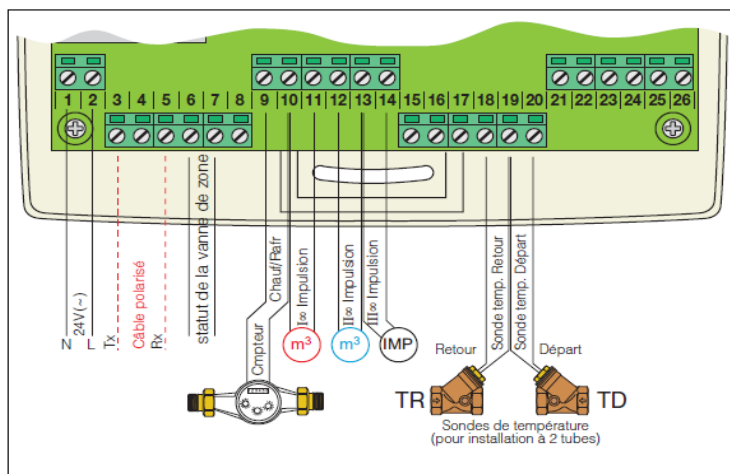 1 2 3 4 5 6 7 8 9 10 11 12 13 14 15 16 17 18 19 20 21 22 23 24 25 26
N
24V(~)
L
Tx
Câble polarisé
Rx
statut de la vanne de zone
Chauf/Rafr
Cmpteur
I∞ Impulsion
II∞ Impulsion
III∞ Impulsion
m³
m³
IMP
Sonde temp. Retour
Sonde temp. Départ
Retour
Départ
TR
TD
Sondes de température
(pour installation à 2 tubes)